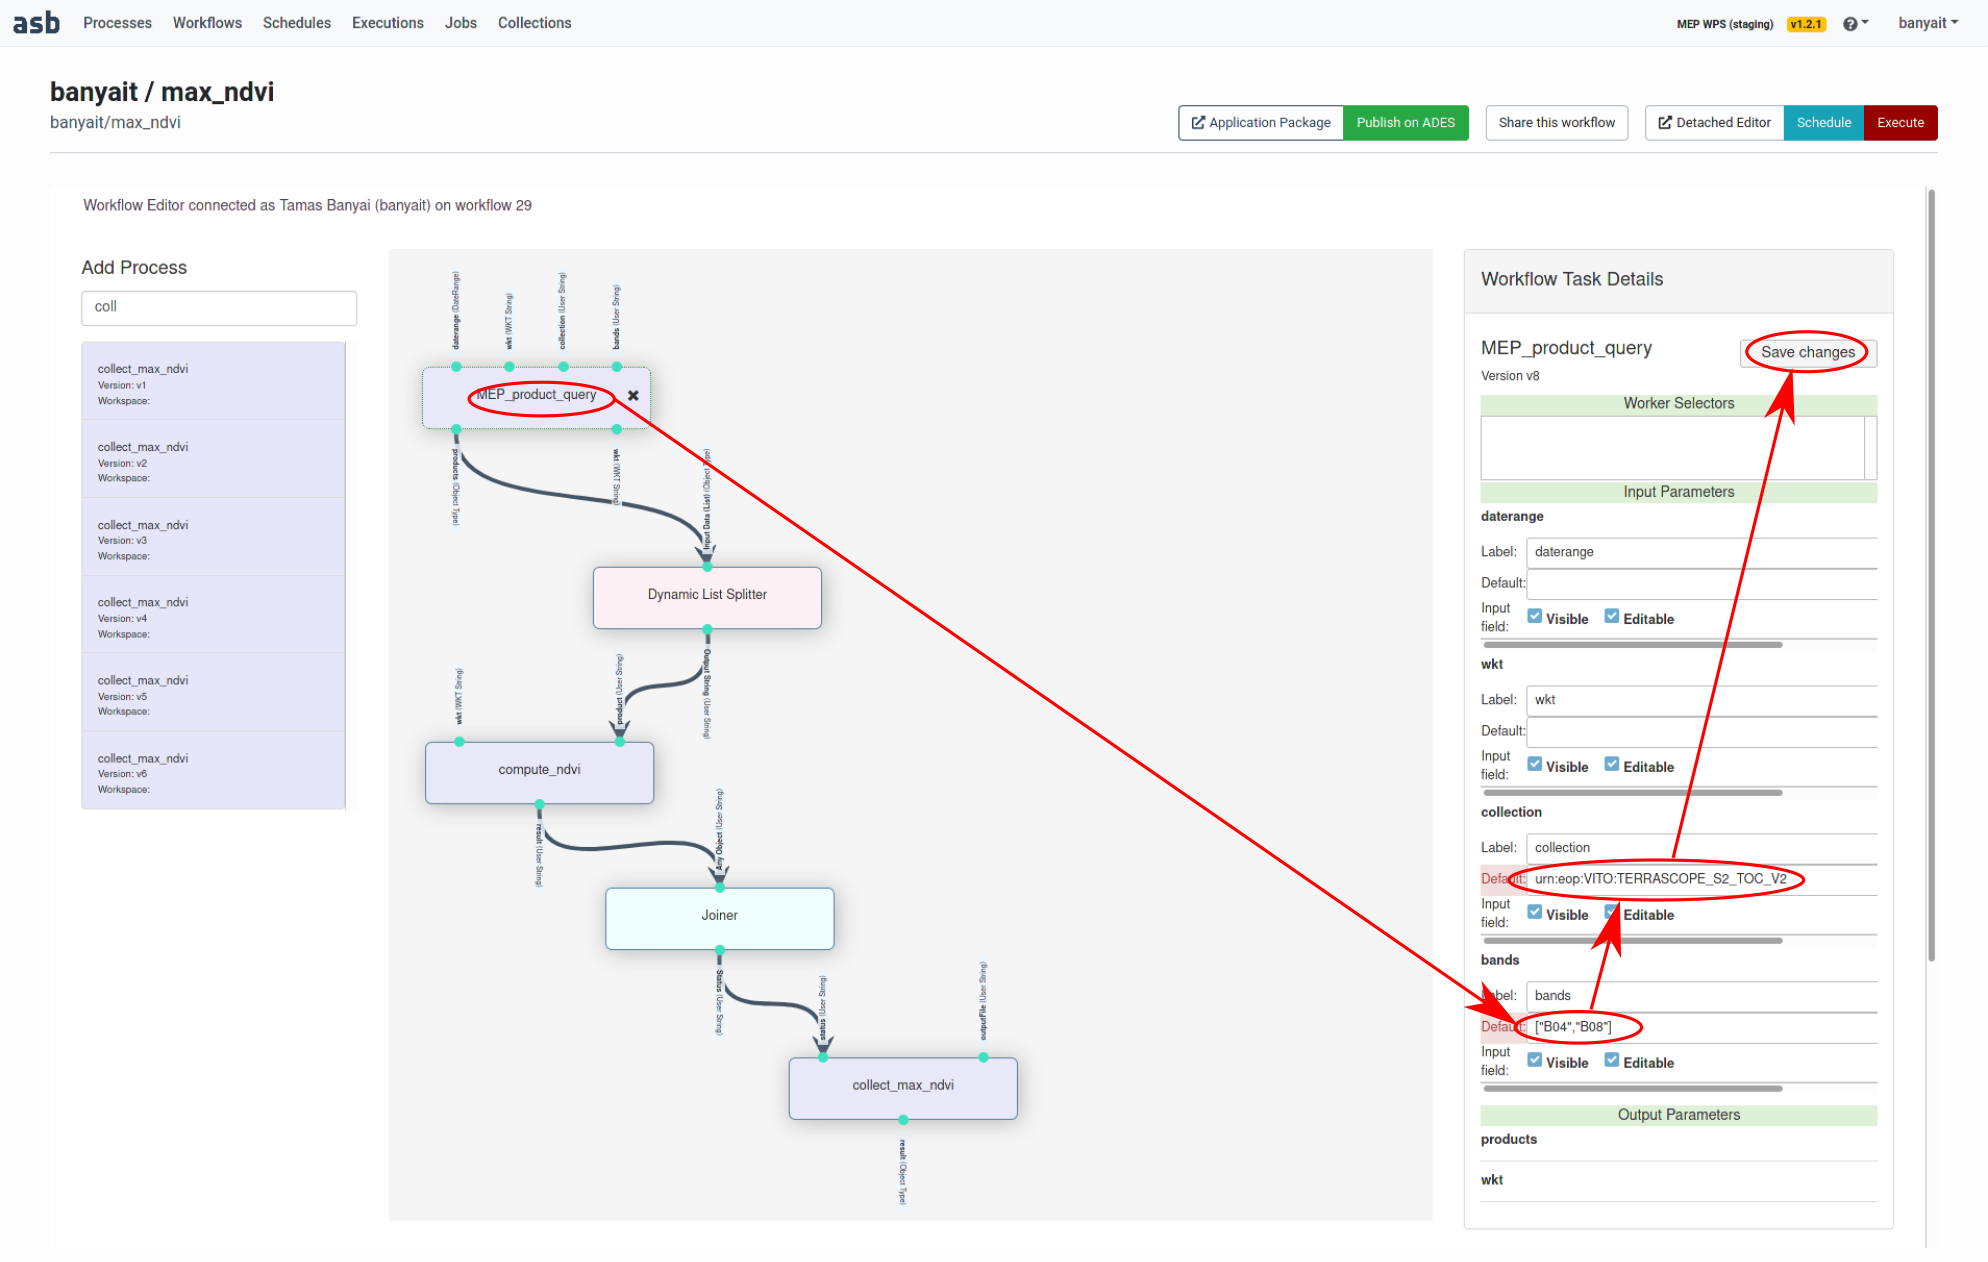 asb Processes Workflows Schedules Executions Jobs Collections MEP WPS (staging) v1.2.1 ? banyait
banyait / max_ndvi
banyait/max_ndvi
Application Package Publish on ADES Share this workflow Detached Editor Schedule Execute
Workflow Editor connected as Tamas Banyai (banyait) on workflow 29
Add Process
coll
collect_max_ndvi
Version: v1
Workspace:
collect_max_ndvi
Version: v2
Workspace:
collect_max_ndvi
Version: v3
Workspace:
collect_max_ndvi
Version: v4
Workspace:
collect_max_ndvi
Version: v5
Workspace:
collect_max_ndvi
Version: v6
Workspace:
daterange (DateRange)
wkt (WKT String)
collection (User String)
bands (User String)
MEP_product_query
products (Object Type)
wkt (WKT String)
Input Data (List) (Object Type)
Dynamic List Splitter
Output String (User String)
wkt (WKT String)
product (User String)
compute_ndvi
result (User String)
Any Object (User String)
Joiner
Status (User String)
status (User String)
outputFile (User String)
collect_max_ndvi
result (Object Type)
Workflow Task Details
MEP_product_query
Save changes
Version v8
Worker Selectors
Input Parameters
daterange
Label: daterange
Default:
Input field: Visible Editable
wkt
Label: wkt
Default:
Input field: Visible Editable
collection
Label: collection
Default: urn:eop:VITO:TERRASCOPE_S2_TOC_V2
Input field: Visible Editable
bands
Label: bands
Default: ["B04","B08"]
Input field: Visible Editable
Output Parameters
products
wkt